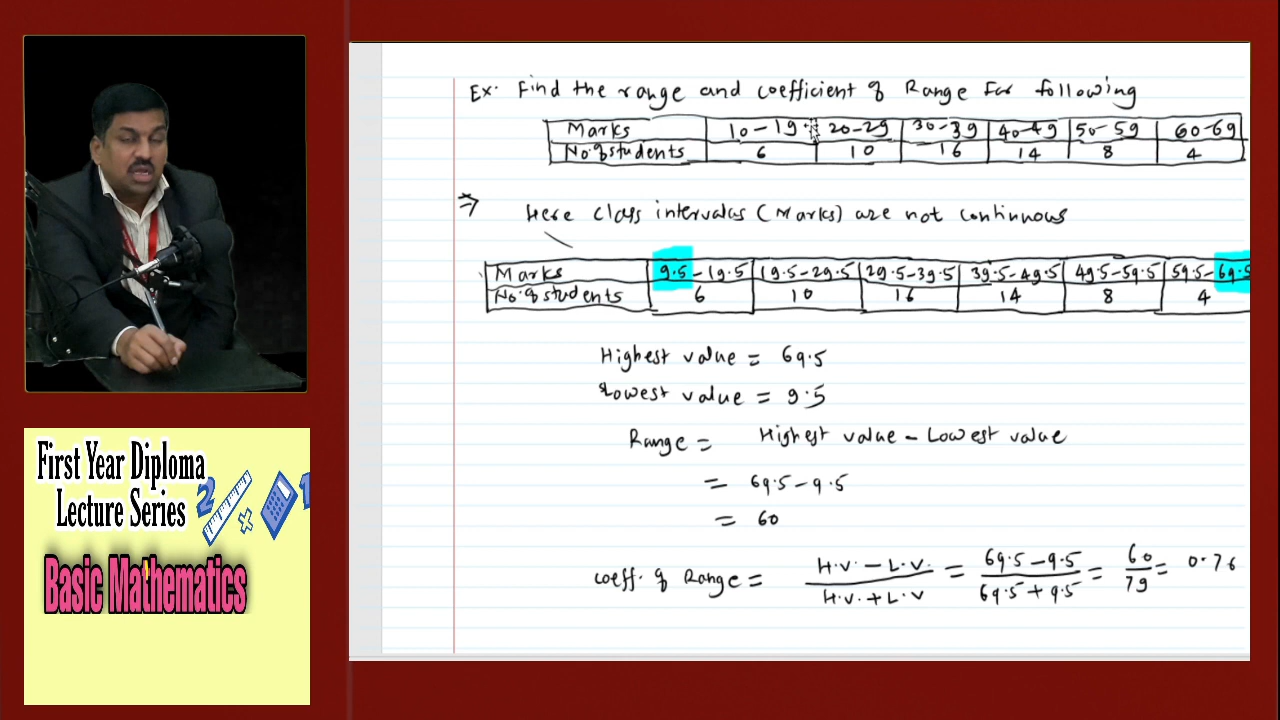 Ex. Find the range and coefficient of Range for following
Marks 10-19 20-29 30-39 40-49 50-59 60-69
No.of students 6 10 16 14 8 4
⇒ Here class intervalas (Marks) are not continuous
Marks 9.5-19.5 19.5-29.5 29.5-39.5 39.5-49.5 49.5-59.5 59.5-69.5
No.of students 6 10 16 14 8 4
Highest value = 69.5
Lowest value = 9.5
Range = Highest value - Lowest value
= 69.5 - 9.5
= 60
coeff. of Range = H.V. - L.V. / H.V. + L.V = 69.5 - 9.5 / 69.5 + 9.5 = 60 / 79 = 0.76
First Year Diploma
Lecture Series
2 1
Basic Mathematics